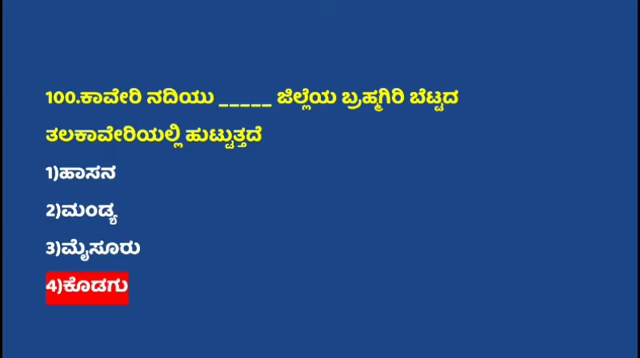 100.ಕಾವೇರಿ ನದಿಯು _____ ಜಿಲ್ಲೆಯ ಬ್ರಹ್ಮಗಿರಿ ಬೆಟ್ಟದ
ತಲಕಾವೇರಿಯಲ್ಲಿ ಹುಟ್ಟುತ್ತದೆ
1)ಹಾಸನ
2)ಮಂಡ್ಯ
3)ಮೈಸೂರು
4)ಕೊಡಗು